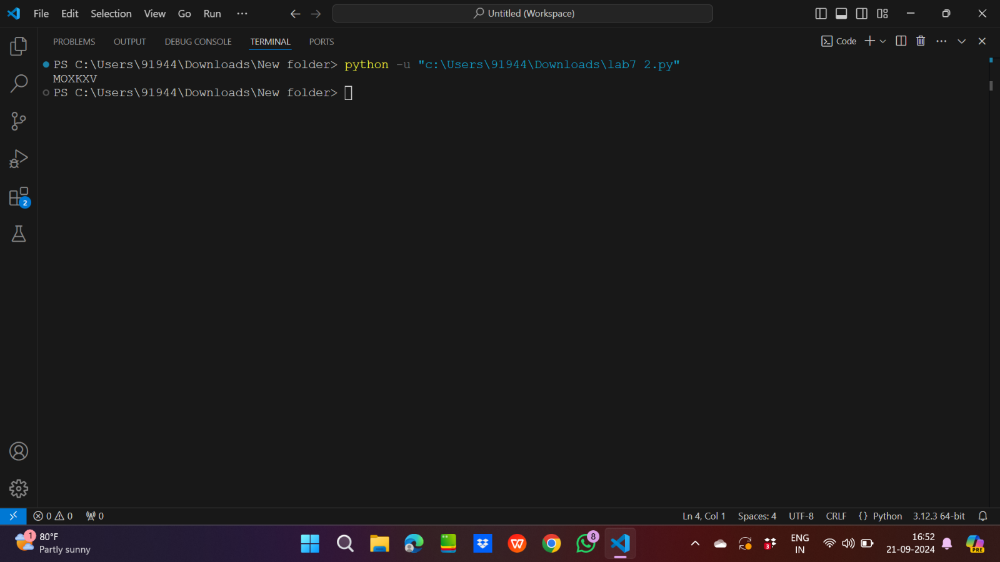 File Edit Selection View Go Run ···
Untitled (Workspace)
PROBLEMS OUTPUT DEBUG CONSOLE TERMINAL PORTS
Code
PS C:\Users\91944\Downloads\New folder> python -u "c:\Users\91944\Downloads\lab7 2.py"
MOXKXV
PS C:\Users\91944\Downloads\New folder>
2
0 0 0
Ln 4, Col 1 Spaces: 4 UTF-8 CRLF {} Python 3.12.3 64-bit
1
80°F
Partly sunny
W
8
3
ENG
IN
16:52
21-09-2024
PRE